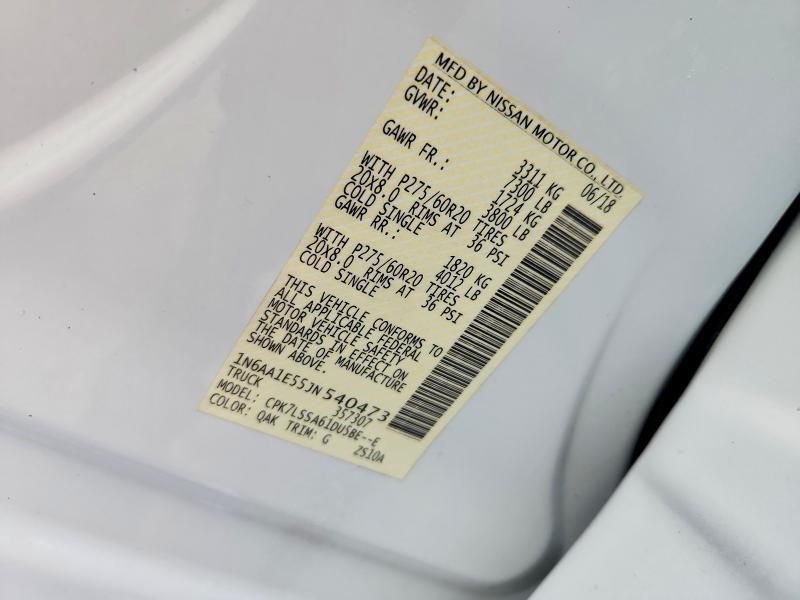 MFD BY NISSAN MOTOR CO., LTD.
DATE: 06/18
GVWR: 3311 KG
7300 LB
GAWR FR.: 1724 KG
3800 LB
WITH P275/60R20 TIRES
20X8.0 RIMS AT 36 PSI
COLD SINGLE
GAWR RR.: 1820 KG
4012 LB
WITH P275/60R20 TIRES
20X8.0 RIMS AT 36 PSI
COLD SINGLE
THIS VEHICLE CONFORMS TO
ALL APPLICABLE FEDERAL
MOTOR VEHICLE SAFETY
STANDARDS IN EFFECT ON
THE DATE OF MANUFACTURE
SHOWN ABOVE.
1N6AA1E55JN540473
TRUCK 357307
MODEL: CPK7LSSA61DUSBE--E
COLOR: QAK TRIM: G ZS10A